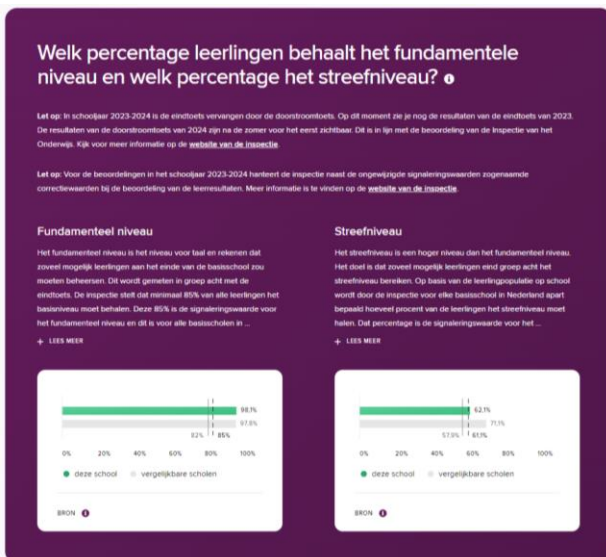 Welk percentage leerlingen behaalt het fundamentele
niveau en welk percentage het streefniveau?
Let op: In schooljaar 2023-2024 is de eindtoets vervangen door de doorstroomtoets. Op dit moment zie je nog de resultaten van de eindtoets van 2023.
De resultaten van de doorstroomtoets van 2024 zijn na de zomer voor het eerst zichtbaar. Dit is in lijn met de beoordeling van de Inspectie van het
Onderwijs. Kijk voor meer informatie op de website van de inspectie.
Let op: Voor de beoordelingen in het schooljaar 2023-2024 hanteert de inspectie naast de ongewijzigde signaleringswaarden zogenaamde
correctiewaarden bij de beoordeling van de leerresultaten. Meer informatie is te vinden op de website van de inspectie.
Fundamenteel niveau
Het fundamenteel niveau is het niveau voor taal en rekenen dat
zoveel mogelijk leerlingen aan het einde van de basisschool zou
moeten beheersen. Dit wordt gemeten in groep acht met de
eindtoets. De inspectie stelt dat minimaal 85% van alle leerlingen het
basisniveau moet behalen. Deze 85% is de signaleringswaarde voor
het fundamenteel niveau en dit is voor alle basisscholen in ...
+ LEES MEER
98,1%
97,8%
82% 85%
0% 20% 40% 60% 80% 100%
deze school vergelijkbare scholen
BRON
Streefniveau
Het streefniveau is een hoger niveau dan het fundamenteel niveau.
Het doel is dat zoveel mogelijk leerlingen eind groep acht het
streefniveau bereiken. Op basis van de leerlingpopulatie op school
wordt door de inspectie voor elke basisschool in Nederland apart
bepaald hoeveel procent van de leerlingen het streefniveau moet
halen. Dat percentage is de signaleringswaarde voor het ...
+ LEES MEER
62,1%
71,1%
57,9% 61,1%
0% 20% 40% 60% 80% 100%
deze school vergelijkbare scholen
BRON